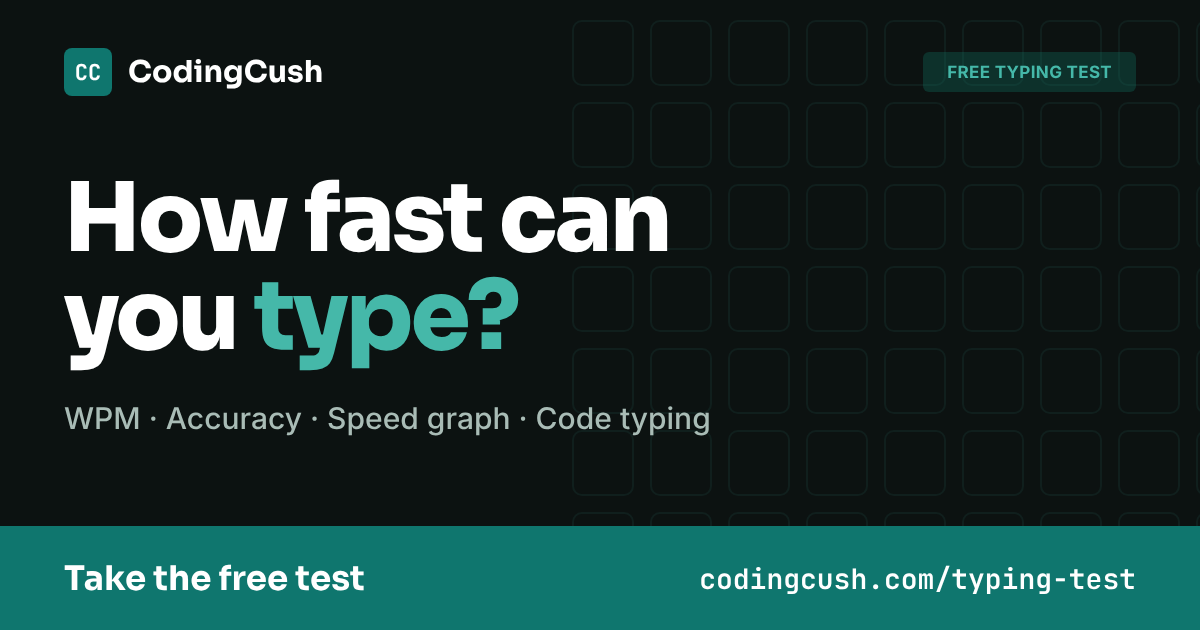 CC CodingCush
FREE TYPING TEST
How fast can
you type?
WPM · Accuracy · Speed graph · Code typing
Take the free test
codingcush.com/typing-test